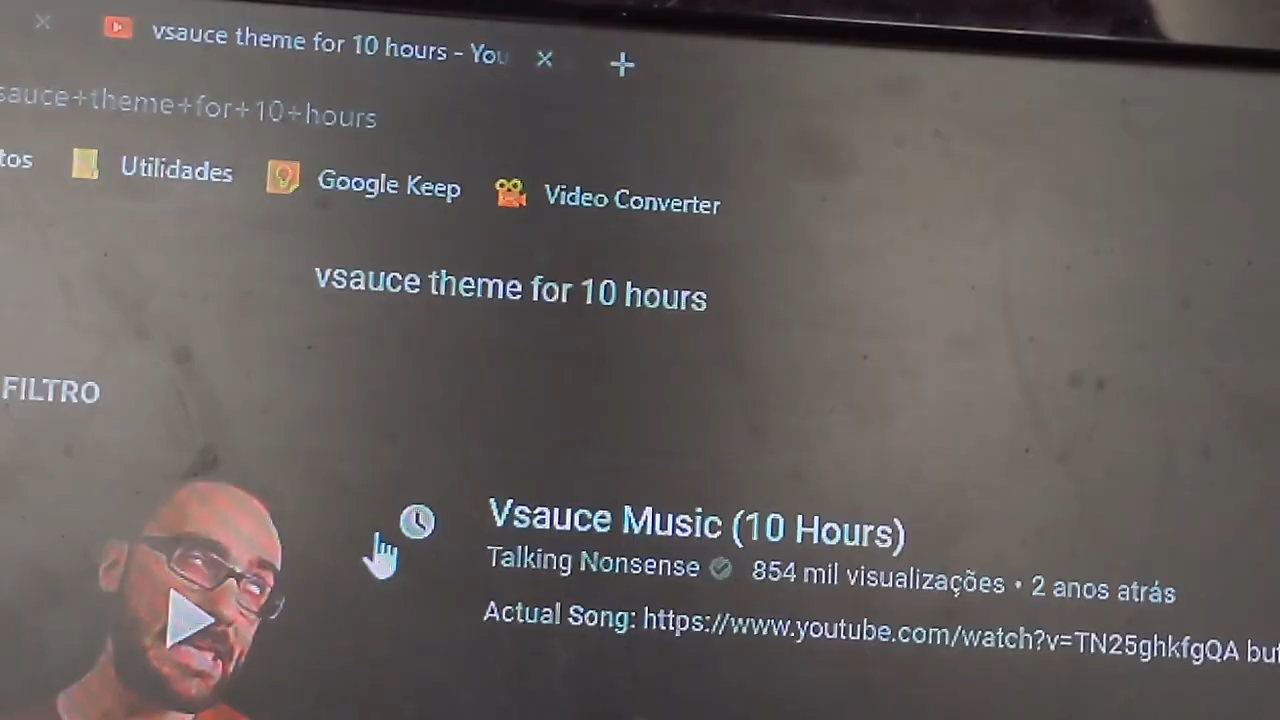 vsauce theme for 10 hours - You
sauce+theme+for+10+hours
tos Utilidades Google Keep Video Converter
vsauce theme for 10 hours
FILTRO
Vsauce Music (10 Hours)
Talking Nonsense 854 mil visualizações • 2 anos atrás
Actual Song: https://www.youtube.com/watch?v=TN25ghkfgQA but